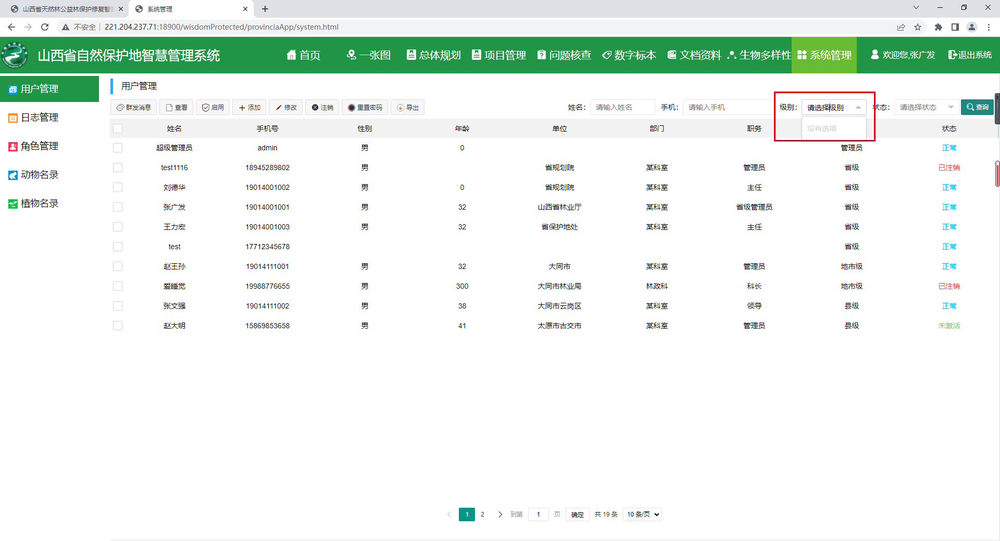 山西省天然林公益林保护修复智
系统管理
不安全
221.204.237.71:18900/wisdomProtected/provinciaApp/system.html
山西省自然保护地智慧管理系统
首页
一张图
总体规划
项目管理
问题核查
数字标本
文档资料
生物多样性
系统管理
欢迎您,张广发
退出系统
用户管理
日志管理
角色管理
动物名录
植物名录
用户管理
群发消息 查看 启用 添加 修改 注销 重置密码 导出
姓名: 请输入姓名 手机: 请输入手机 级别: 请选择级别 状态: 请选择状态 查询
没有选项
姓名 手机号 性别 年龄 单位 部门 职务 状态
超级管理员 admin 男 0 管理员 正常
test1116 18945289802 男 省规划院 某科室 管理员 省级 已注销
刘德华 19014001002 男 0 省规划院 某科室 主任 省级 正常
张广发 19014001001 男 32 山西省林业厅 某科室 省级管理员 省级 正常
王力宏 19014001003 男 32 省保护地处 某科室 主任 省级 正常
test 17712345678 省级 正常
赵王孙 19014111001 男 32 大同市 某科室 管理员 地市级 正常
爱睡觉 19988776655 男 300 大同市林业局 林政科 科长 地市级 已注销
张文强 19014111002 男 38 大同市云岗区 某科室 领导 县级 正常
赵大明 15869853658 男 41 太原市古交市 某科室 管理员 县级 未激活
1 2 到第 1 页 确定 共 19 条 10 条/页